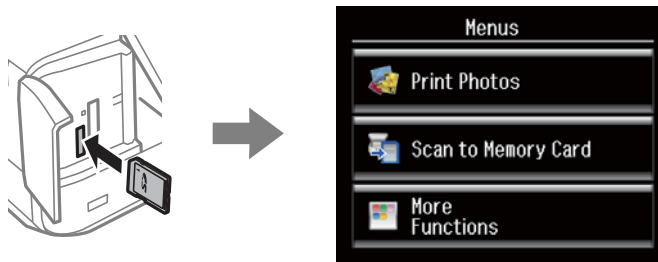 Menus
Print Photos
Scan to Memory Card
More
Functions